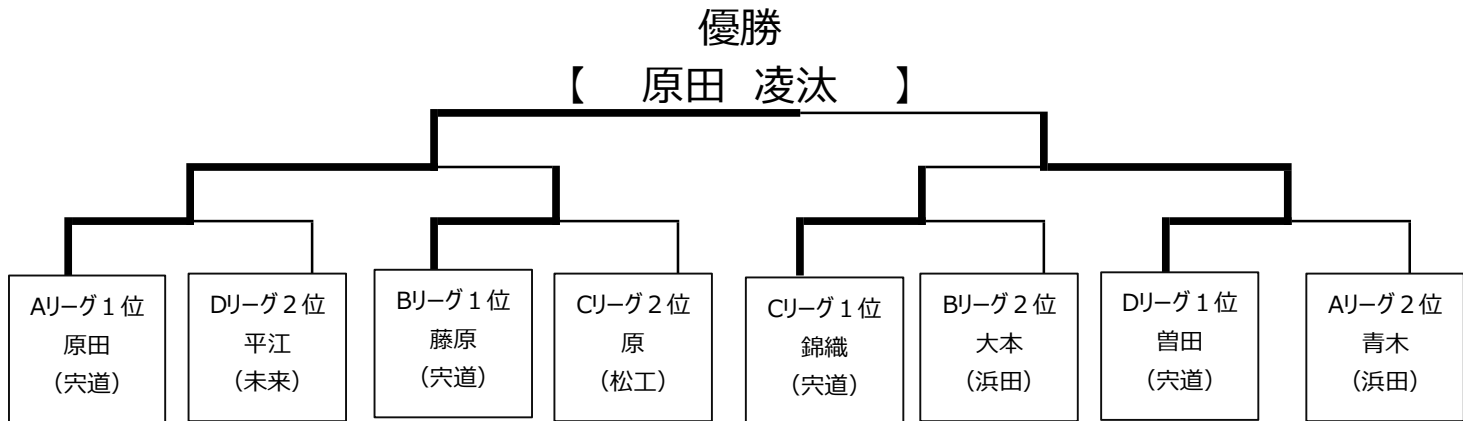 優勝
【 原田 凌汰 】
Aリーグ1位
原田
(宍道)
Dリーグ2位
平江
(未来)
Bリーグ1位
藤原
(宍道)
Cリーグ2位
原
(松工)
Cリーグ1位
錦織
(宍道)
Bリーグ2位
大本
(浜田)
Dリーグ1位
曽田
(宍道)
Aリーグ2位
青木
(浜田)